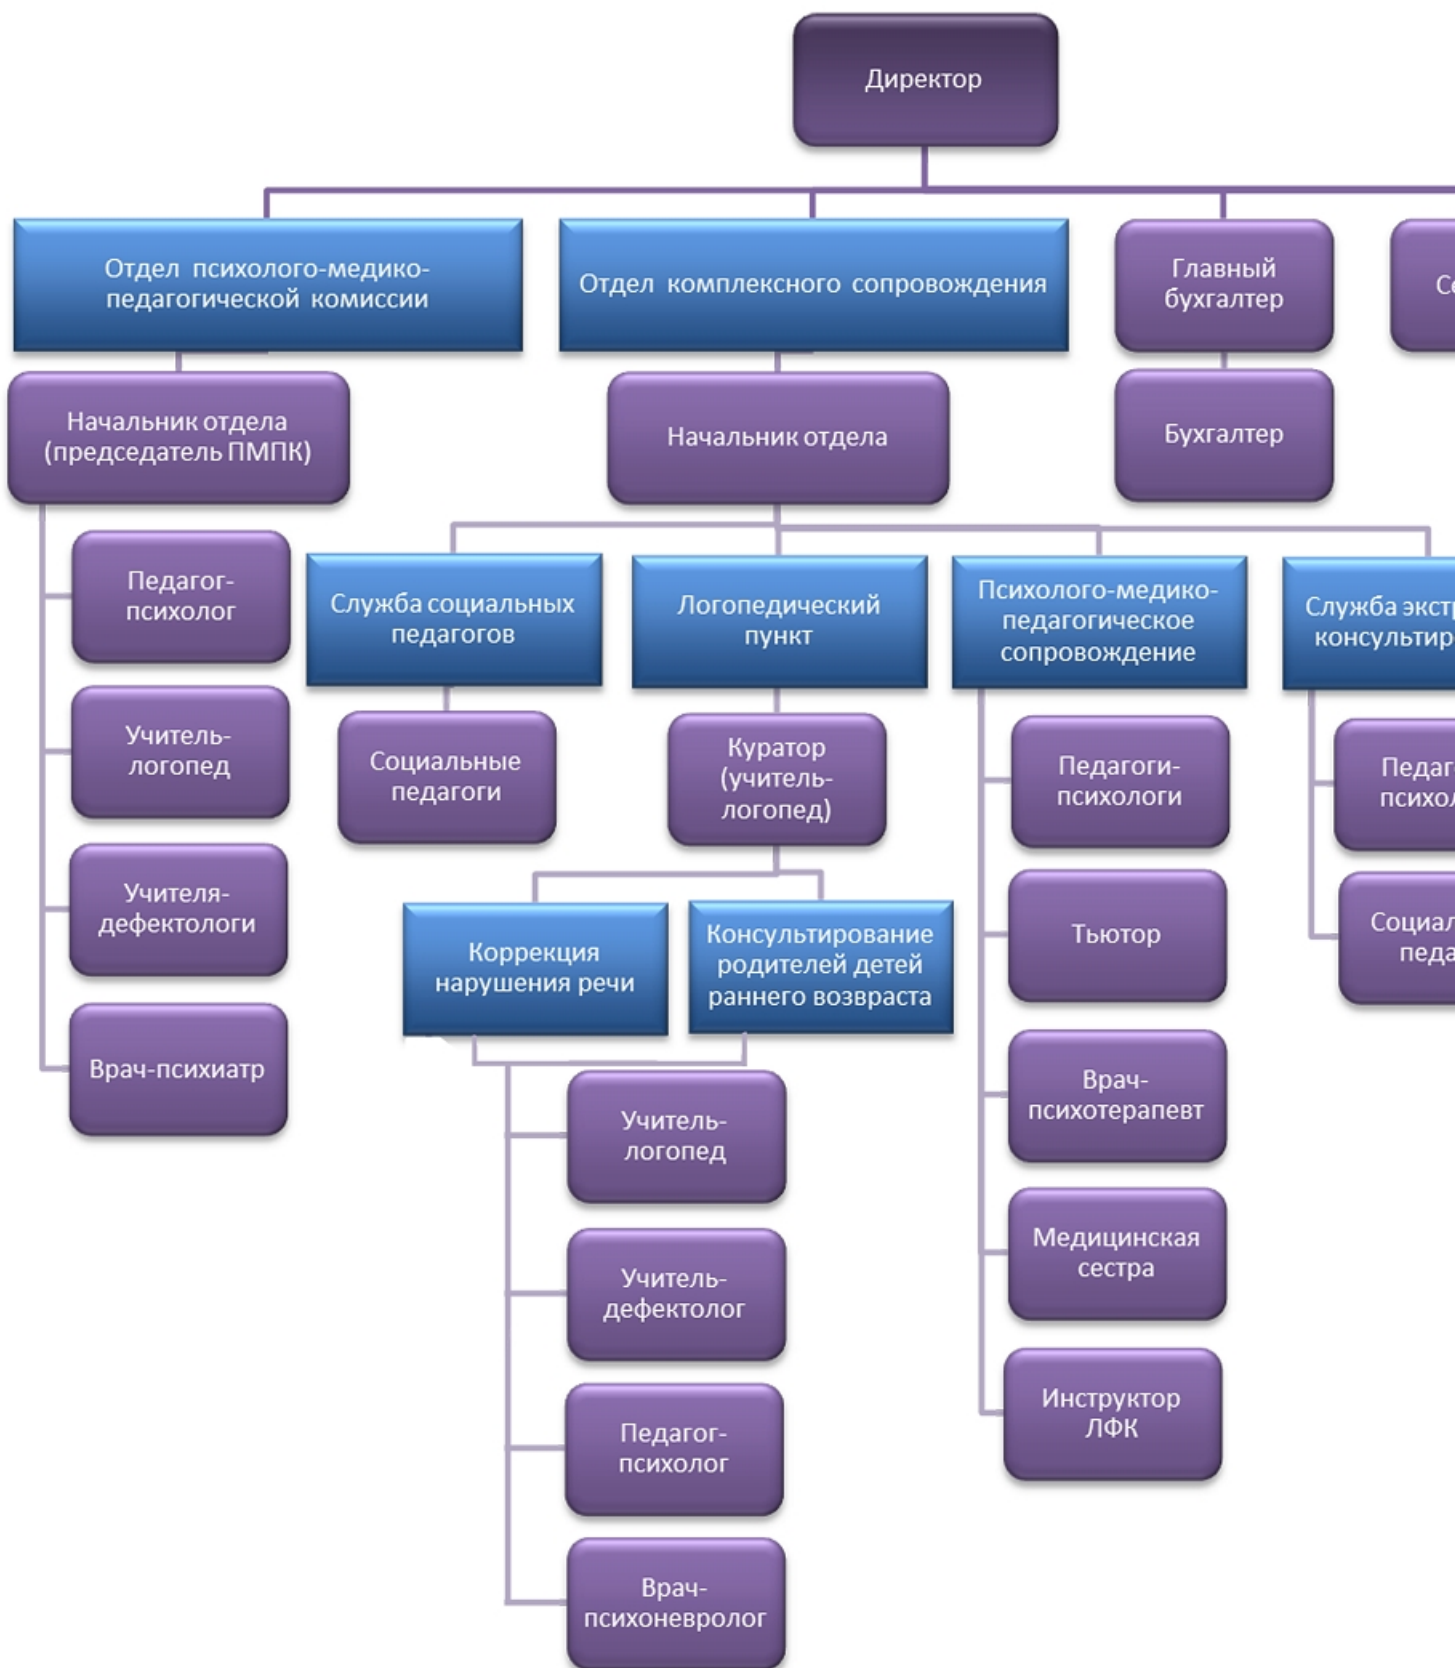 Директор
Отдел психолого-медико-
педагогической комиссии
Отдел комплексного сопровождения
Главный
бухгалтер
Начальник отдела
(председатель ПМПК)
Начальник отдела
Бухгалтер
Педагог-
психолог
Учитель-
логопед
Учителя-
дефектологи
Врач-психиатр
Служба социальных
педагогов
Социальные
педагоги
Логопедический
пункт
Куратор
(учитель-
логопед)
Коррекция
нарушения речи
Консультирование
родителей детей
раннего возвраста
Учитель-
логопед
Учитель-
дефектолог
Педагог-
психолог
Врач-
психоневролог
Психолого-медико-
педагогическое
сопровождение
Педагоги-
психологи
Тьютор
Врач-
психотерапевт
Медицинская
сестра
Инструктор
ЛФК
Служба